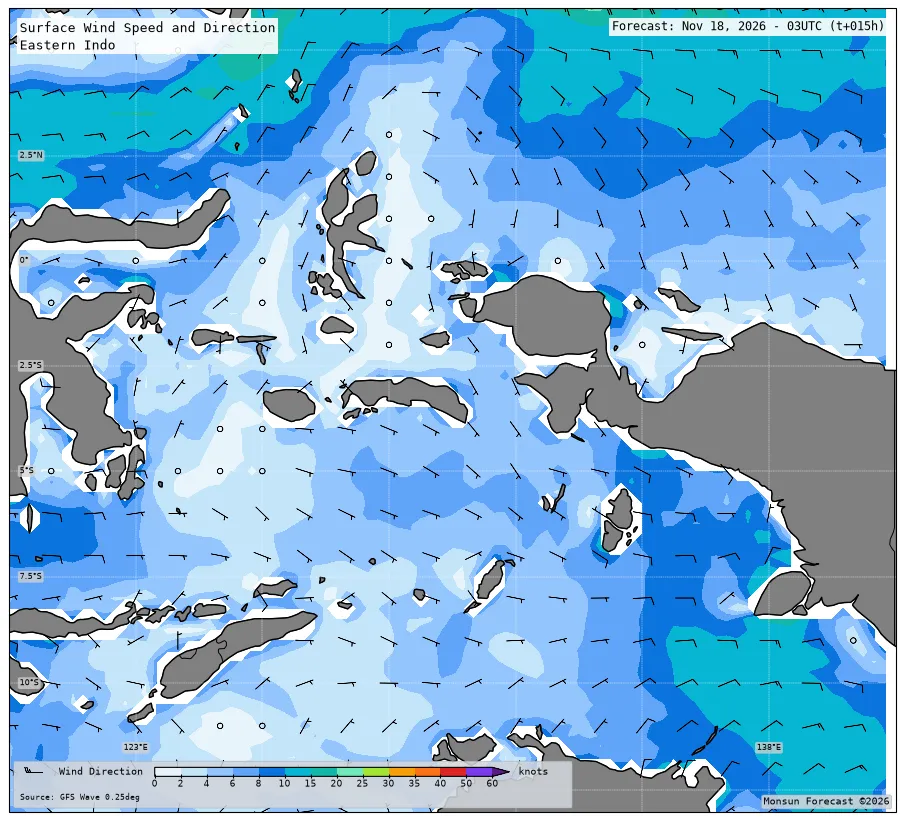 Surface Wind Speed and Direction
Eastern Indo
Forecast: Nov 18, 2026 - 03UTC (t+015h)
2.5°N
0°
2.5°S
5°S
7.5°S
10°S
123°E
138°E
Wind Direction
knots
0 2 4 6 8 10 15 20 25 30 35 40 50 60
Source: GFS Wave 0.25deg
Monsun Forecast ©2026